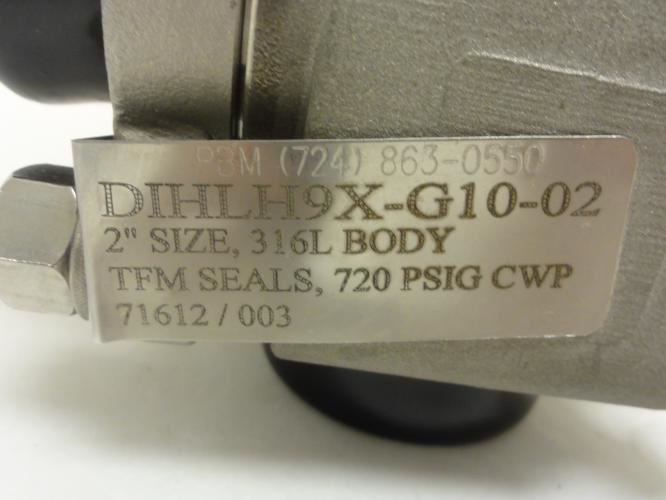 PBM (724) 863-0550
DIHLH9X-G10-02
2" SIZE, 316L BODY
TFM SEALS, 720 PSIG CWP
71612 / 003